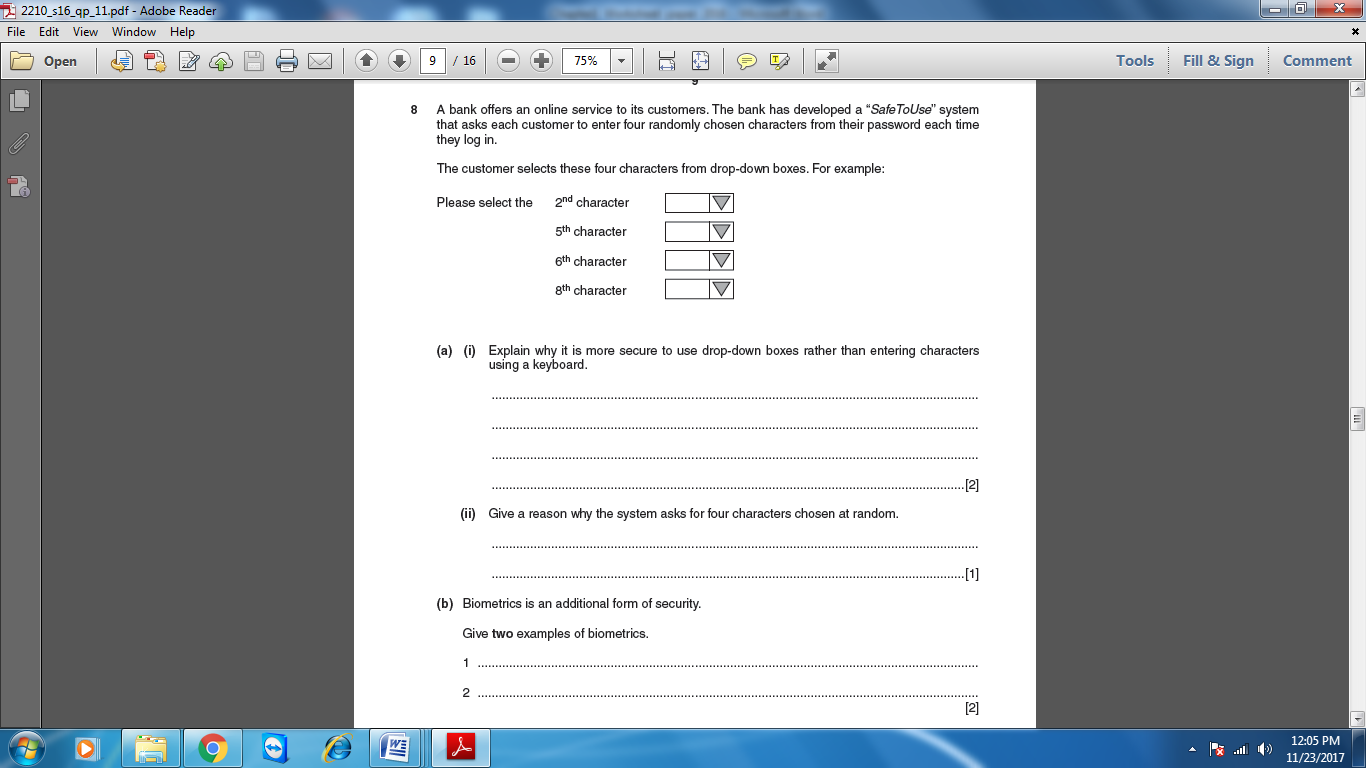 2210_s16_qp_11.pdf - Adobe Reader
File Edit View Window Help
Open 9 / 16 75% Tools Fill & Sign Comment
9
8 A bank offers an online service to its customers. The bank has developed a “SafeToUse” system
that asks each customer to enter four randomly chosen characters from their password each time
they log in.
The customer selects these four characters from drop-down boxes. For example:
Please select the 2nd character
5th character
6th character
8th character
(a) (i) Explain why it is more secure to use drop-down boxes rather than entering characters
using a keyboard.
..........................................................................................................................................
..........................................................................................................................................
..........................................................................................................................................
......................................................................................................................................[2]
(ii) Give a reason why the system asks for four characters chosen at random.
..........................................................................................................................................
......................................................................................................................................[1]
(b) Biometrics is an additional form of security.
Give two examples of biometrics.
1 ..............................................................................................................................................
2 ..............................................................................................................................................
[2]
12:05 PM
11/23/2017